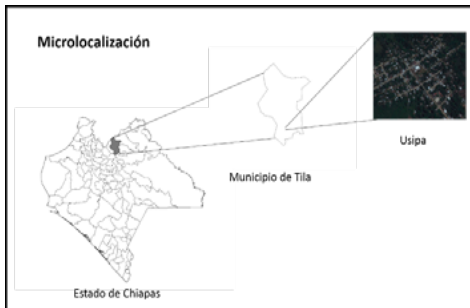 Microlocalización
Usipa
Municipio de Tila
Estado de Chiapas